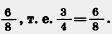 6/8, т. е. 3/4 = 6/8.